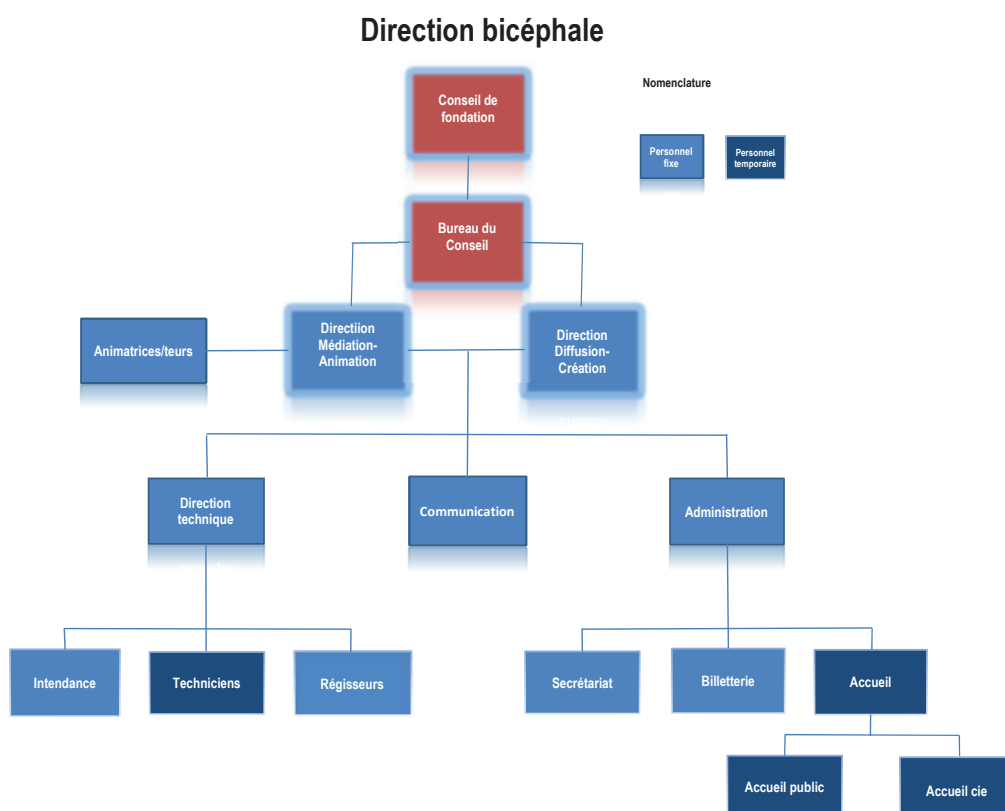 Direction bicéphale
Conseil de
fondation
Nomenclature
Personnel
fixe
Personnel
temporaire
Bureau du
Conseil
Animatrices/teurs
Directiion
Médiation-
Animation
Direction
Diffusion-
Création
Direction
technique
Communication
Administration
Intendance
Techniciens
Régisseurs
Secrétariat
Billetterie
Accueil
Accueil public
Accueil cie